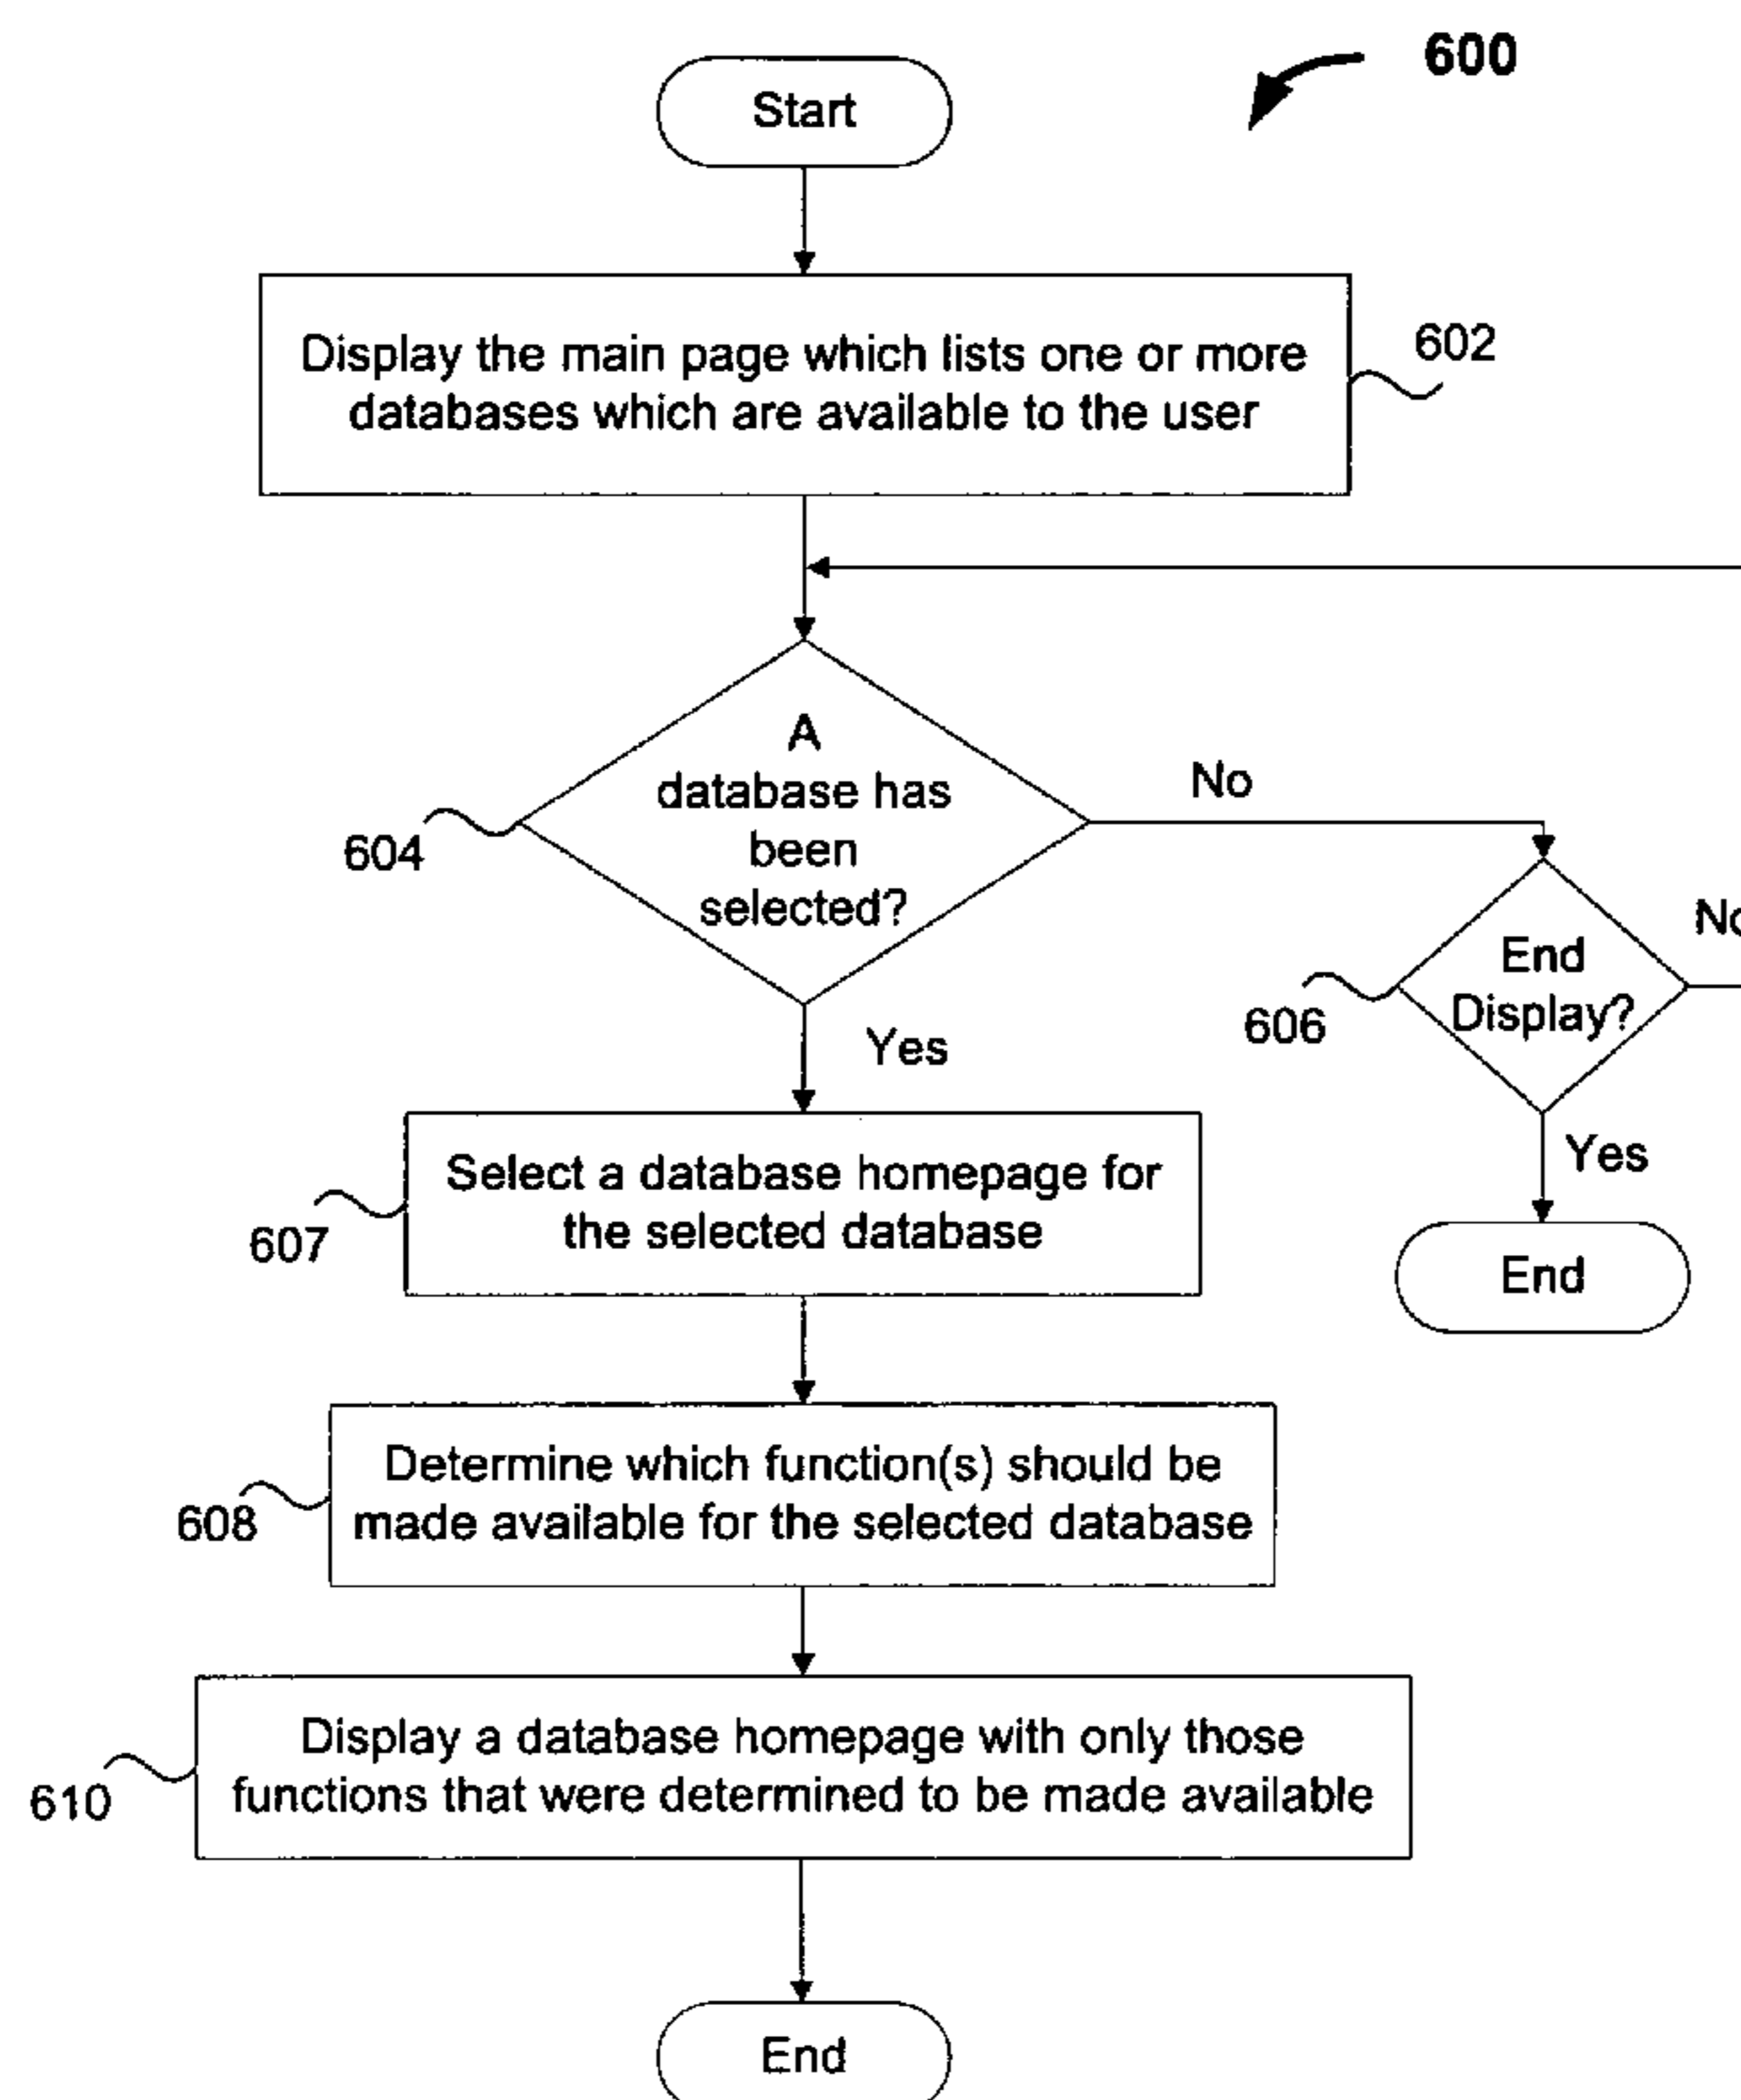 600
Start
Display the main page which lists one or more
databases which are available to the user
602
A
database has
been
selected?
604
No
End
Display?
606
No
Yes
Yes
Select a database homepage for
the selected database
607
End
Determine which function(s) should be
made available for the selected database
608
Display a database homepage with only those
functions that were determined to be made available
610
End